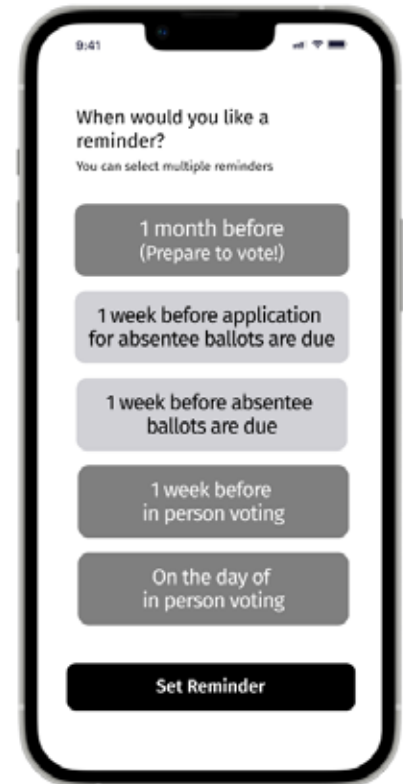 9:41
When would you like a
reminder?
You can select multiple reminders
1 month before
(Prepare to vote!)
1 week before application
for absentee ballots are due
1 week before absentee
ballots are due
1 week before
in person voting
On the day of
in person voting
Set Reminder